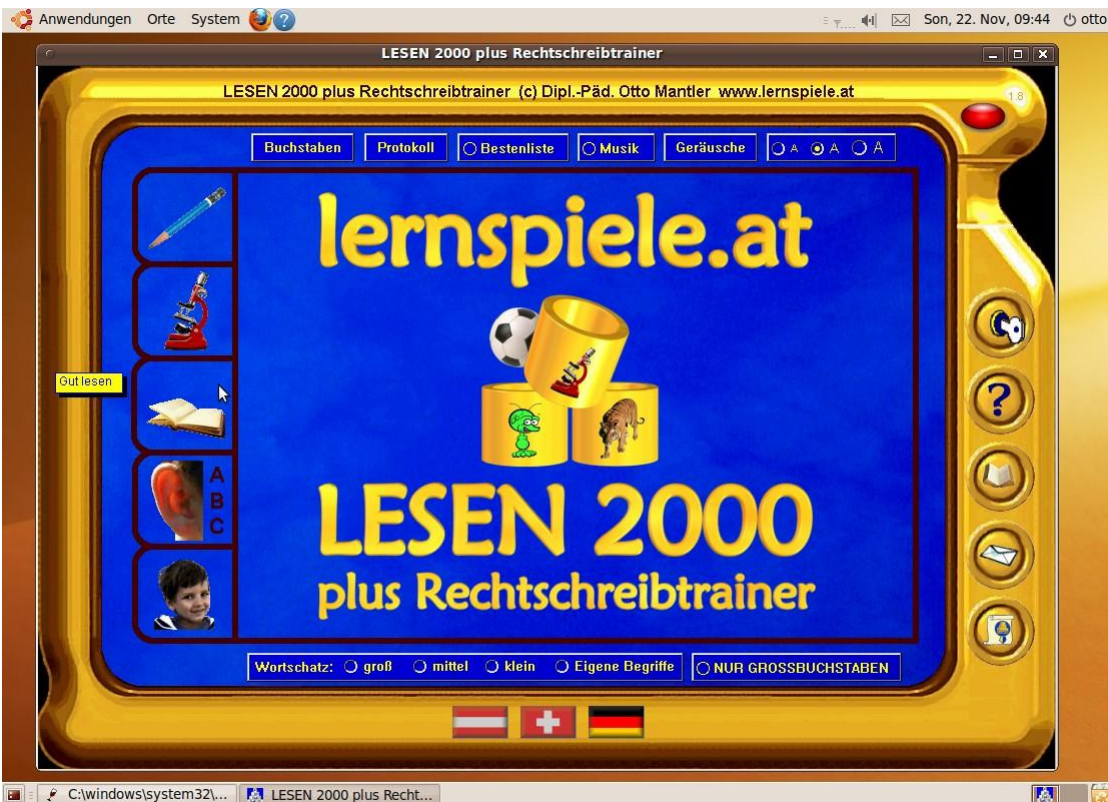 Anwendungen Orte System ?
Son, 22. Nov, 09:44 otto
LESEN 2000 plus Rechtschreibtrainer
LESEN 2000 plus Rechtschreibtrainer (c) Dipl.-Päd. Otto Mantler www.lernspiele.at
1.8
Buchstaben Protokoll Bestenliste Musik Geräusche A A A
lernspiele.at
Gut lesen
?
A
B
C
LESEN 2000
plus Rechtschreibtrainer
Wortschatz: groß mittel klein Eigene Begriffe NUR GROSSBUCHSTABEN
C:\windows\system32\... LESEN 2000 plus Recht...